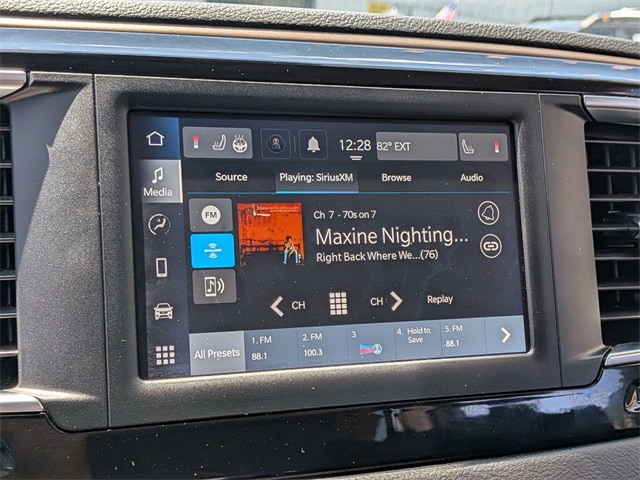 12:28
82° EXT
Source
Playing: SiriusXM
Browse
Audio
Media
FM
Ch 7 - 70s on 7
Maxine Nighting...
Right Back Where We...(76)
CH
CH
Replay
All Presets
1. FM
88.1
2. FM
100.3
3
4. Hold to,
Save
5. FM
88.1